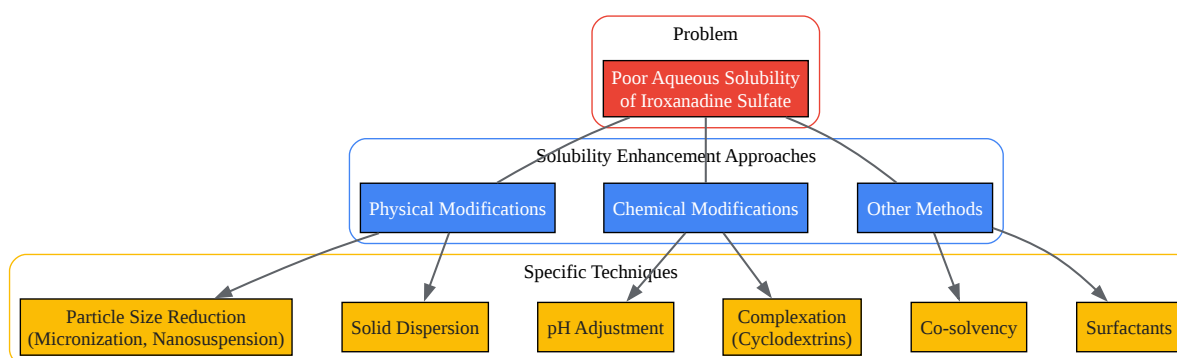 Problem
Poor Aqueous Solubility
of Iroxanadine Sulfate
Solubility Enhancement Approaches
Physical Modifications
Chemical Modifications
Other Methods
Specific Techniques
Particle Size Reduction
(Micronization, Nanosuspension)
Solid Dispersion
pH Adjustment
Complexation
(Cyclodextrins)
Co-solvency
Surfactants